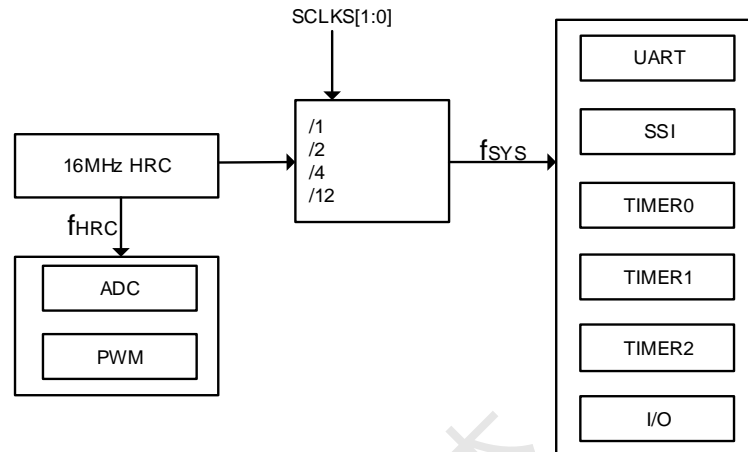 SCLKS[1:0]
16MHz HRC
/1
/2
/4
/12
fSYS
fHRC
ADC
PWM
UART
SSI
TIMER0
TIMER1
TIMER2
I/O